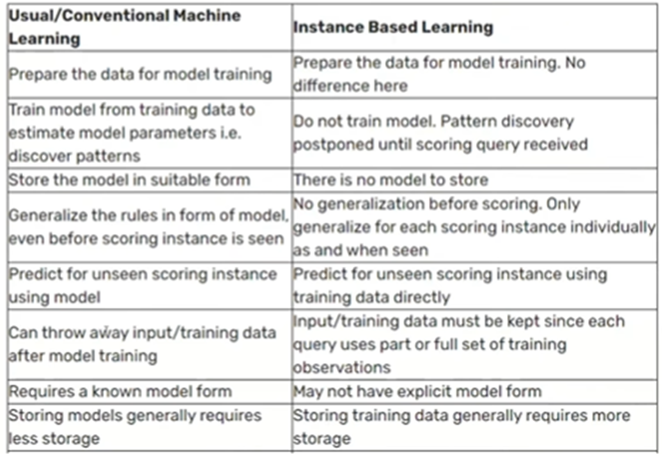 Usual/Conventional Machine
Learning
Instance Based Learning
Prepare the data for model training
Prepare the data for model training. No
difference here
Train model from training data to
estimate model parameters i.e.
discover patterns
Do not train model. Pattern discovery
postponed until scoring query received
Store the model in suitable form
There is no model to store
Generalize the rules in form of model,
even before scoring instance is seen
No generalization before scoring. Only
generalize for each scoring instance individually
as and when seen
Predict for unseen scoring instance
using model
Predict for unseen scoring instance using
training data directly
Can throw away input/training data
after model training
Input/training data must be kept since each
query uses part or full set of training
observations
Requires a known model form
May not have explicit model form
Storing models generally requires
less storage
Storing training data generally requires more
storage